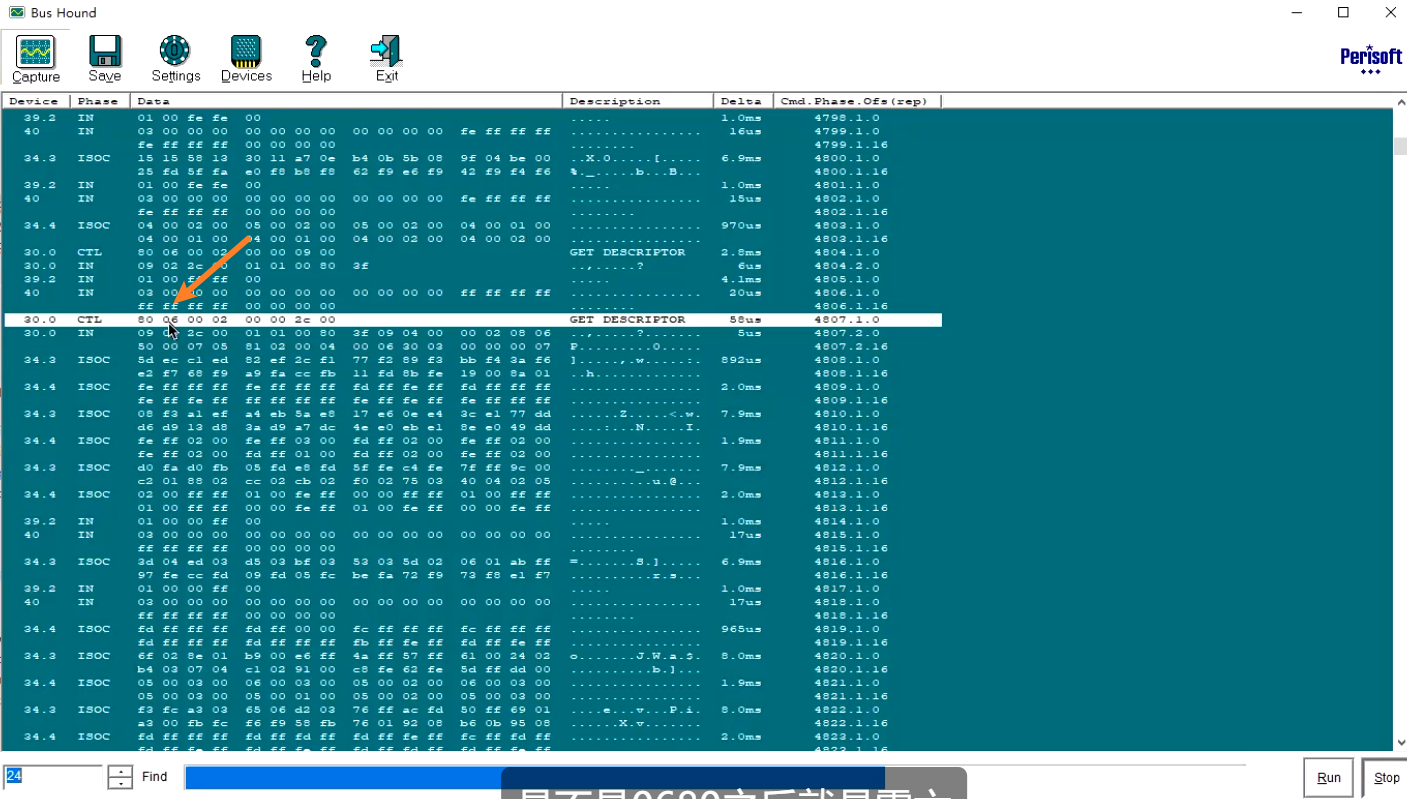 Bus Hound
Capture Save Settings Devices Help Exit
Perisoft
Device Phase Data Description Delta Cmd.Phase.Ofs(rep)
39.2 IN 01 00 fe fe 00 ..... 1.0ms 4798.1.0
40 IN 03 00 00 00 00 00 00 00 00 00 00 00 fe ff ff ff ................ 16us 4799.1.0
fe ff ff ff 00 00 00 00 ........ 4799.1.16
34.3 ISOC 15 15 58 13 30 11 a7 0e b4 0b 5b 08 9f 04 be 00 ..X.0.....[..... 6.9ms 4800.1.0
25 fd 5f fa e0 f8 b8 f8 62 f9 e6 f9 42 f9 f4 f6 %._.....b...B... 4800.1.16
39.2 IN 01 00 fe fe 00 ..... 1.0ms 4801.1.0
40 IN 03 00 00 00 00 00 00 00 00 00 00 00 fe ff ff ff ................ 15us 4802.1.0
fe ff ff ff 00 00 00 00 ........ 4802.1.16
34.4 ISOC 04 00 02 00 05 00 02 00 05 00 02 00 04 00 01 00 ................ 970us 4803.1.0
04 00 01 00 04 00 01 00 04 00 02 00 04 00 02 00 ................ 4803.1.16
30.0 CTL 80 06 00 02 00 00 09 00 GET DESCRIPTOR 2.8ms 4804.1.0
30.0 IN 09 02 2c 01 01 00 80 3f ..,....? 6us 4804.2.0
39.2 IN 01 00 ff 00 ..... 4.1ms 4805.1.0
40 IN 03 00 00 00 00 00 00 00 00 00 00 ff ff ff ff ................ 20us 4806.1.0
ff ff ff ff 00 00 00 00 ........ 4806.1.16
30.0 CTL 80 06 00 02 00 00 2c 00 GET DESCRIPTOR 58us 4807.1.0
30.0 IN 09 2c 00 01 01 00 80 3f 09 04 00 00 02 08 06 ..,....?........ 5us 4807.2.0
50 00 07 05 81 02 00 04 00 06 30 03 00 00 00 07 P.........0..... 4807.2.16
34.3 ISOC 5d ec c1 ed 82 ef 2c f1 77 f2 89 f3 bb f4 3a f6 ].....,.w.....:. 892us 4808.1.0
e2 f7 68 f9 a9 fa cc fb 11 fd 8b fe 19 00 8a 01 ..h............. 4808.1.16
34.4 ISOC fe ff ff ff fe ff ff ff fd ff ff ff fd ff ff ff ................ 2.0ms 4809.1.0
fe ff fe ff ff ff ff ff fe ff fe ff fe ff ff ff ................ 4809.1.16
34.3 ISOC 08 f3 a1 ef a4 eb 5a e8 17 e6 0e e4 3c e1 77 dd ......Z.....<.w. 7.9ms 4810.1.0
d6 d9 13 d8 3a d9 a7 dc 4e e0 eb e1 8e e0 49 dd ....:...N.....I. 4810.1.16
34.4 ISOC fe ff 02 00 fe ff 03 00 fd ff 02 00 fe ff 02 00 ................ 1.9ms 4811.1.0
fe ff 02 00 fd ff 01 00 fd ff 02 00 fe ff 02 00 ................ 4811.1.16
34.3 ISOC d0 fa d0 fb 05 fd e8 fd 5f fe c4 fe 7f ff 9c 00 ........_....... 7.9ms 4812.1.0
c2 01 88 02 cc 02 cb 02 f0 02 75 03 40 04 02 05 ..........u.@... 4812.1.16
34.4 ISOC 02 00 ff ff 01 00 fe ff 00 00 ff ff 01 00 ff ff ................ 2.0ms 4813.1.0
01 00 ff ff 00 00 fe ff 01 00 fe ff 00 00 fe ff ................ 4813.1.16
39.2 IN 01 00 00 ff 00 ..... 1.0ms 4814.1.0
40 IN 03 00 00 00 00 00 00 00 00 00 00 00 00 00 00 00 ................ 17us 4815.1.0
ff ff ff ff 00 00 00 00 ........ 4815.1.16
34.3 ISOC 3d 04 ed 03 d5 03 bf 03 53 03 5d 02 06 01 ab ff =.......S.]..... 6.9ms 4816.1.0
97 fe cc fd 09 fd 05 fc be fa 72 f9 73 f8 e1 f7 ..........r.s... 4816.1.16
39.2 IN 01 00 00 ff 00 ..... 1.0ms 4817.1.0
40 IN 03 00 00 00 00 00 00 00 00 00 00 00 00 00 00 00 ................ 17us 4818.1.0
ff ff ff ff 00 00 00 00 ........ 4818.1.16
34.4 ISOC fd ff ff ff fd ff 00 00 fc ff ff ff fc ff ff ff ................ 965us 4819.1.0
fd ff ff ff fd ff ff ff fb ff fe ff fd ff fe ff ................ 4819.1.16
34.3 ISOC 6f 02 8e 01 b9 00 e6 ff 4a ff 57 ff 61 00 24 02 o.......J.W.a.$. 8.0ms 4820.1.0
b4 03 07 04 c1 02 91 00 c8 fe 62 fe 5d ff dd 00 ..........b.]... 4820.1.16
34.4 ISOC 05 00 03 00 06 00 03 00 05 00 02 00 06 00 03 00 ................ 1.9ms 4821.1.0
05 00 03 00 05 00 01 00 05 00 02 00 05 00 03 00 ................ 4821.1.16
34.3 ISOC f3 fc a3 03 65 06 d2 03 76 ff ac fd 50 ff 69 01 ....e...v...P.i. 8.0ms 4822.1.0
a3 00 fb fc f6 f9 58 fb 76 01 92 08 b6 0b 95 08 ......X.v....... 4822.1.16
34.4 ISOC fd ff ff ff fd ff ff ff fd ff fe ff fc ff fd ff ................ 2.0ms 4823.1.0
fd ff fe ff fd ff fe ff fd ff ff ff fd ff fe ff ................ 4823.1.16
24 Find Run Stop